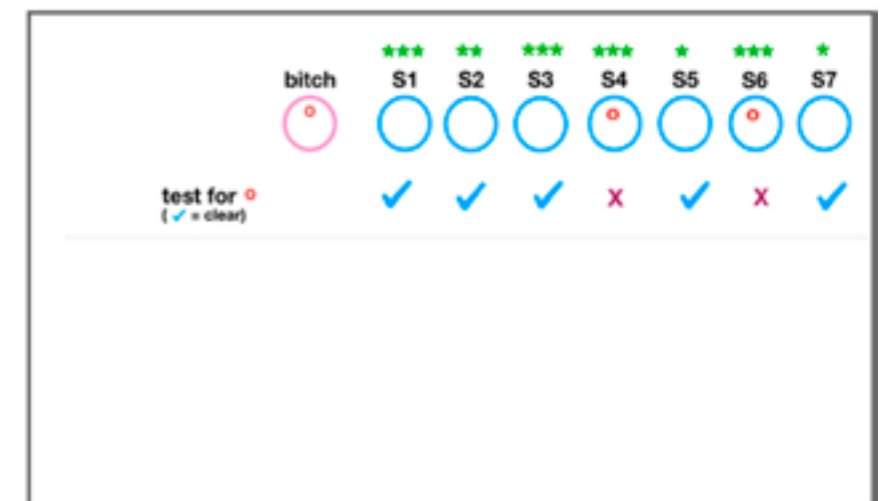 *** ** *** *** * *** *
bitch S1 S2 S3 S4 S5 S6 S7
o o o
test for o ✓ ✓ ✓ X ✓ X ✓
( ✓ = clear)